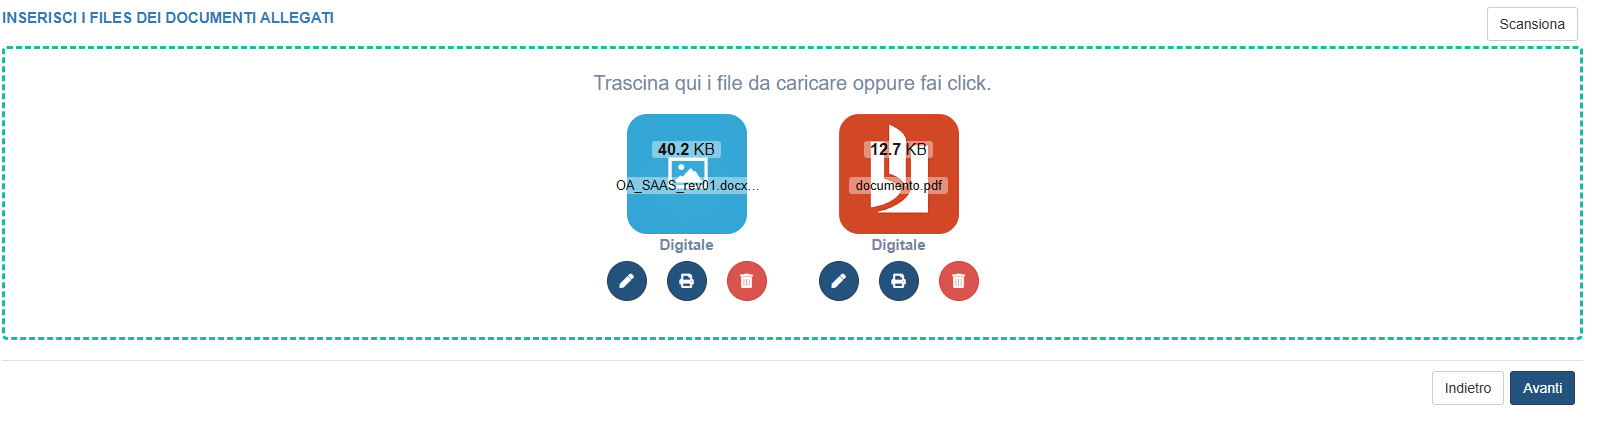 INSERISCI I FILES DEI DOCUMENTI ALLEGATI
Scansiona
Trascina qui i file da caricare oppure fai click.
40.2 KB
OA_SAAS_rev01.docx...
Digitale
12.7 KB
documento.pdf
Digitale
Indietro
Avanti